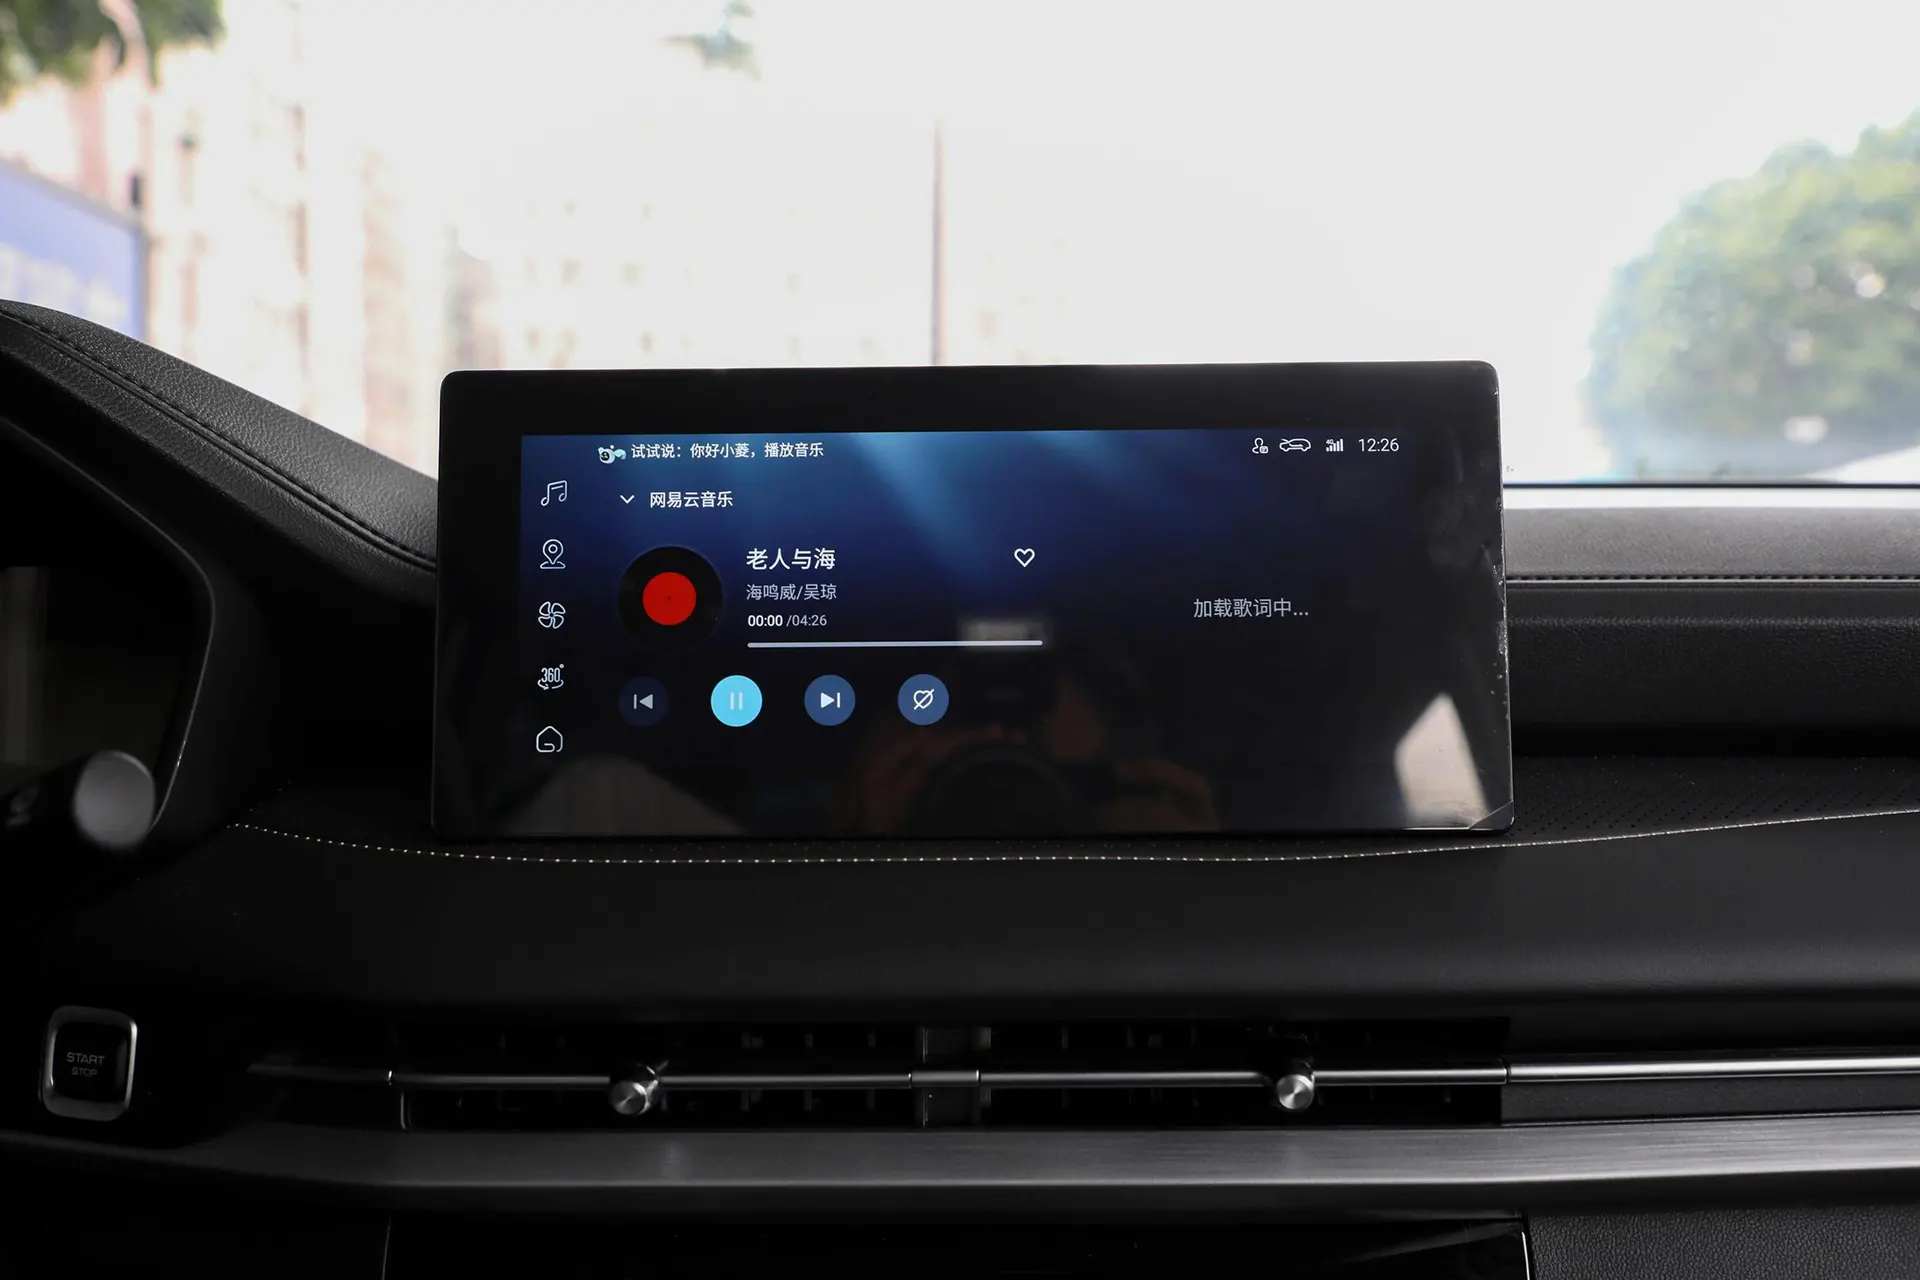 试试说：你好小菱，播放音乐
4G
12:26
网易云音乐
老人与海
海鸣威/吴琼
00:00 /04:26
加载歌词中...
360°
START
STOP